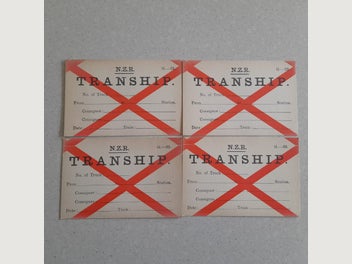 N.Z.R.
TRANSHIP.
No. of Truck
From Station.
Consignor
Consignee
Date Train
N.Z.R.
TRANSHIP.
No. of Truck
From Station.
Consignor
Consignee
Date Train
N.Z.R.
TRANSHIP.
No. of Truck
From Station.
Consignor
Consignee
Date: Train
N.Z.R.
TRANSHIP.
No. of Truck
From Station.
Consignor
Consignee
Date Train